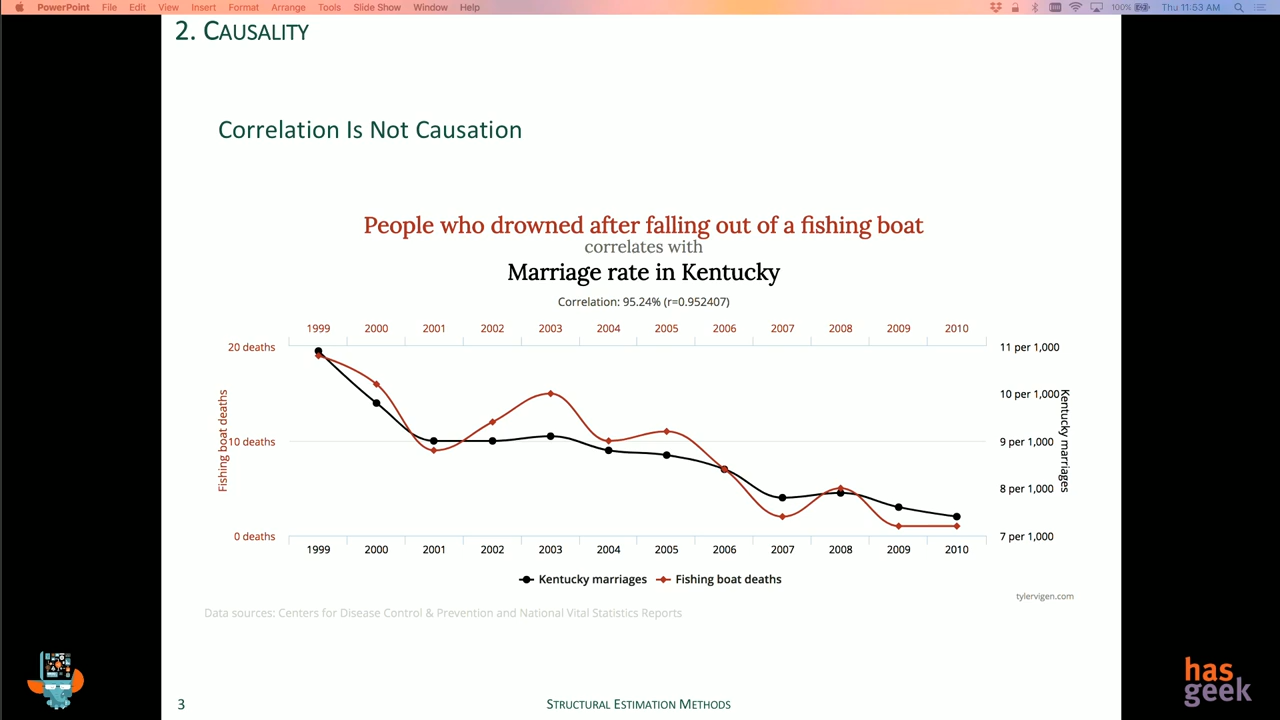 PowerPoint File Edit View Insert Format Arrange Tools Slide Show Window Help 100% Thu 11:53 AM
2. CAUSALITY
Correlation Is Not Causation
People who drowned after falling out of a fishing boat
correlates with
Marriage rate in Kentucky
Correlation: 95.24% (r=0.952407)
1999 2000 2001 2002 2003 2004 2005 2006 2007 2008 2009 2010
20 deaths
10 deaths
0 deaths
Fishing boat deaths
11 per 1,000
10 per 1,000
9 per 1,000
8 per 1,000
7 per 1,000
Kentucky marriages
1999 2000 2001 2002 2003 2004 2005 2006 2007 2008 2009 2010
Kentucky marriages Fishing boat deaths
tylervigen.com
Data sources: Centers for Disease Control & Prevention and National Vital Statistics Reports
3
STRUCTURAL ESTIMATION METHODS
has
geek